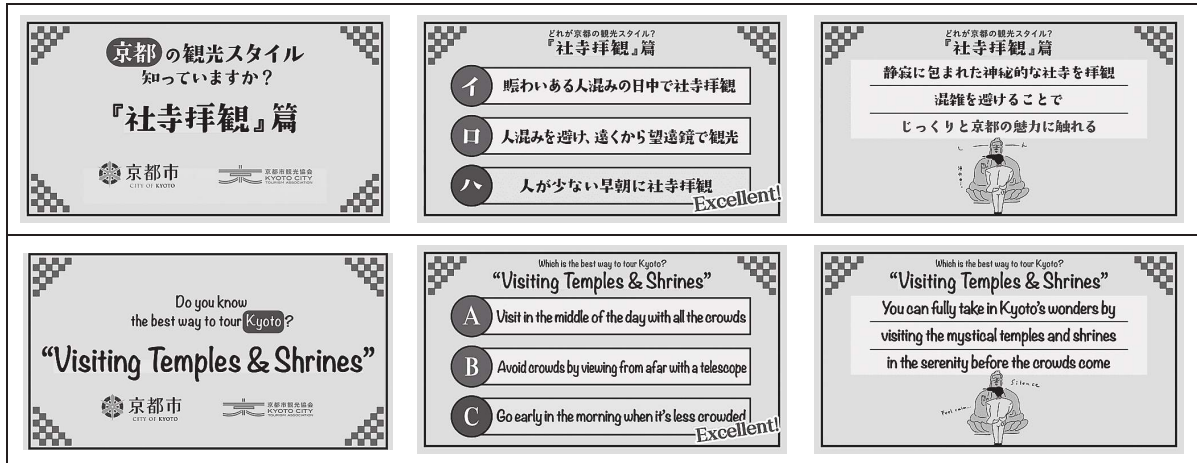 京都の観光スタイル
知っていますか?
『社寺拝観』篇
京都市
CITY OF KYOTO
京都市観光協会
KYOTO CITY
TOURISM ASSOCIATION
どれが京都の観光スタイル?
『社寺拝観』篇
イ 賑わいある人混みの日中で社寺拝観
ロ 人混みを避け、遠くから望遠鏡で観光
ハ 人が少ない早朝に社寺拝観
Excellent!
どれが京都の観光スタイル?
『社寺拝観』篇
静寂に包まれた神秘的な社寺を拝観
混雑を避けることで
じっくりと京都の魅力に触れる
Do you know
the best way to tour Kyoto?
“Visiting Temples & Shrines”
京都市
CITY OF KYOTO
京都市観光協会
KYOTO CITY
TOURISM ASSOCIATION
Which is the best way to tour Kyoto?
“Visiting Temples & Shrines”
A Visit in the middle of the day with all the crowds
B Avoid crowds by viewing from afar with a telescope
C Go early in the morning when it's less crowded
Excellent!
Which is the best way to tour Kyoto?
“Visiting Temples & Shrines”
You can fully take in Kyoto's wonders by
visiting the mystical temples and shrines
in the serenity before the crowds come
Silence